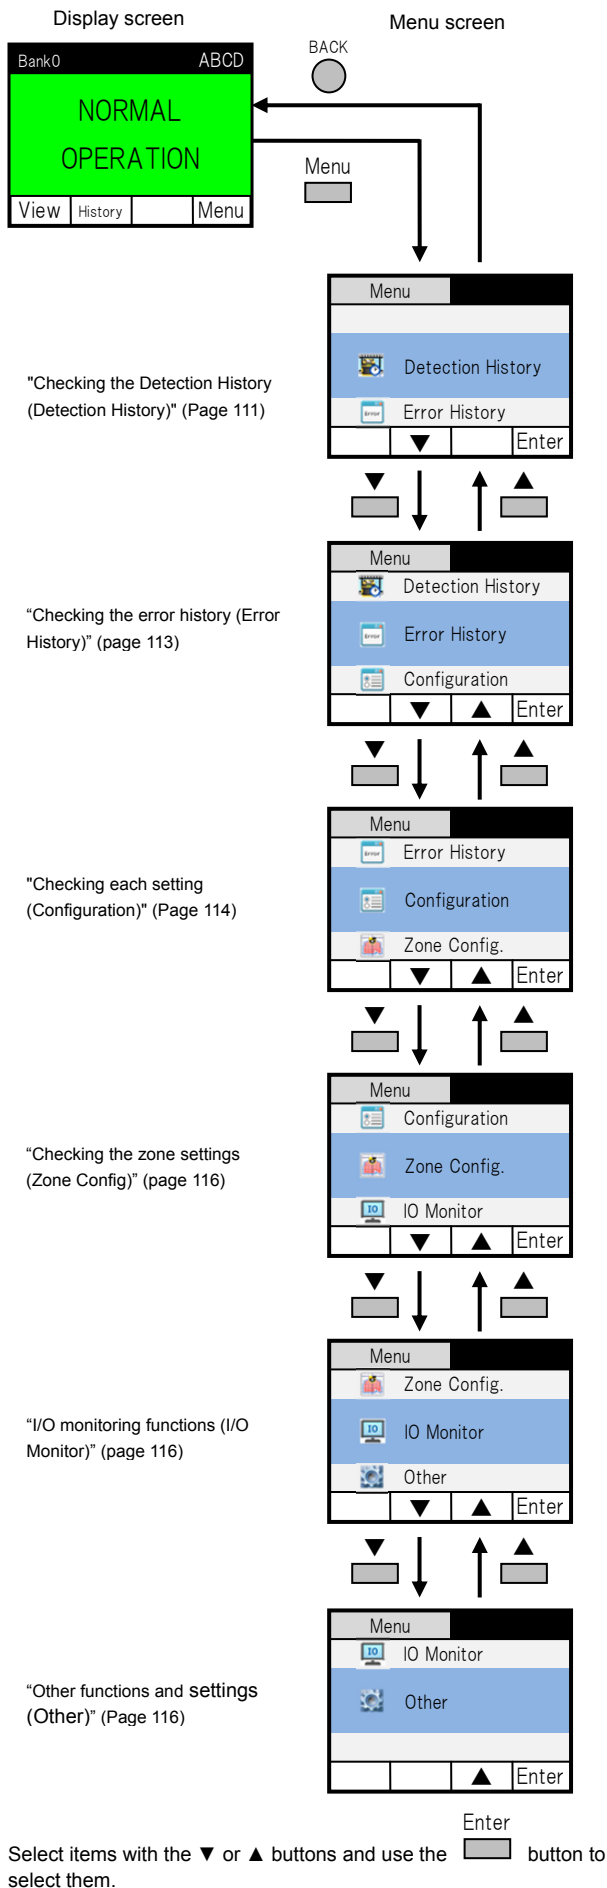 Display screen
Menu screen
BACK
Bank0 ABCD
NORMAL
OPERATION
View History Menu
Menu
Menu
Detection History
Error History
▼ Enter
"Checking the Detection History
(Detection History)" (Page 111)
▼ ▲
Menu
Detection History
Error History
Configuration
▼ ▲ Enter
“Checking the error history (Error
History)” (page 113)
▼ ▲
Menu
Error History
Configuration
Zone Config.
▼ ▲ Enter
"Checking each setting
(Configuration)" (Page 114)
▼ ▲
Menu
Configuration
Zone Config.
IO IO Monitor
▼ ▲ Enter
“Checking the zone settings
(Zone Config)” (page 116)
▼ ▲
Menu
Zone Config.
IO IO Monitor
Other
▼ ▲ Enter
“I/O monitoring functions (I/O
Monitor)” (page 116)
▼ ▲
Menu
IO IO Monitor
Other
▲ Enter
“Other functions and settings
(Other)” (Page 116)
Enter
Select items with the ▼ or ▲ buttons and use the button to
select them.